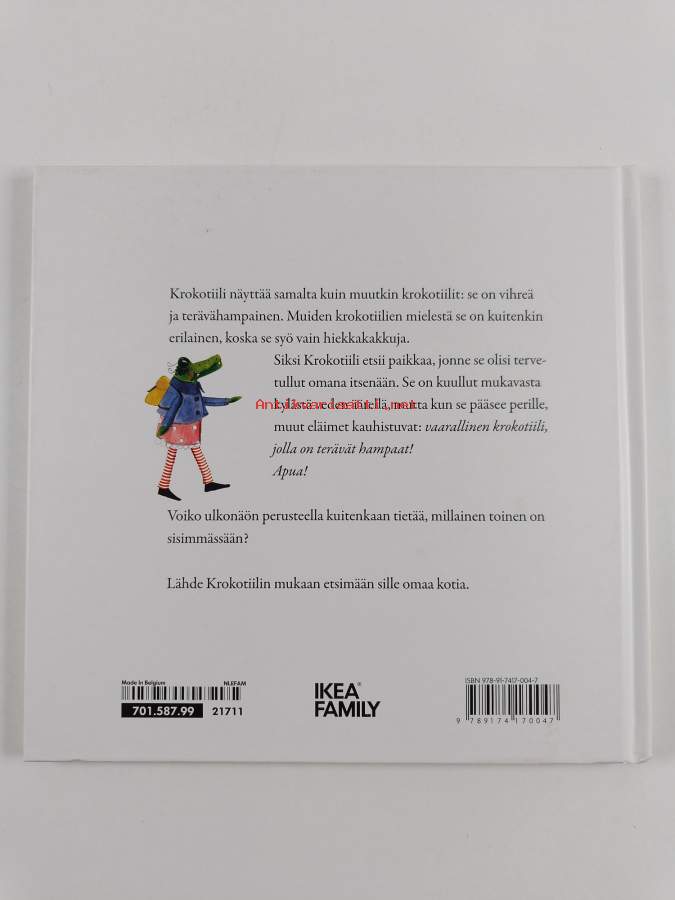 Krokotiili näyttää samalta kuin muutkin krokotiilit: se on vihreä
ja terävähampainen. Muiden krokotiilien mielestä se on kuitenkin
erilainen, koska se syö vain hiekkakakkuja.
Siksi Krokotiili etsii paikkaa, jonne se olisi terve-
tullut omana itsenään. Se on kuullut mukavasta
kylästä edessä, mutta kun se pääsee perille,
muut eläimet kauhistuvat: vaarallinen krokotiili,
jolla on terävät hampaat!
Apua!
Voiko ulkonäön perusteella kuitenkaan tietää, millainen toinen on
sisimmässään?
Lähde Krokotiilin mukaan etsimään sille omaa kotia.
Made in Belgium NLEFAM
701.587.99 21711
IKEA®
FAMILY
ISBN 978-91-7417-004-7
9 789174 170047